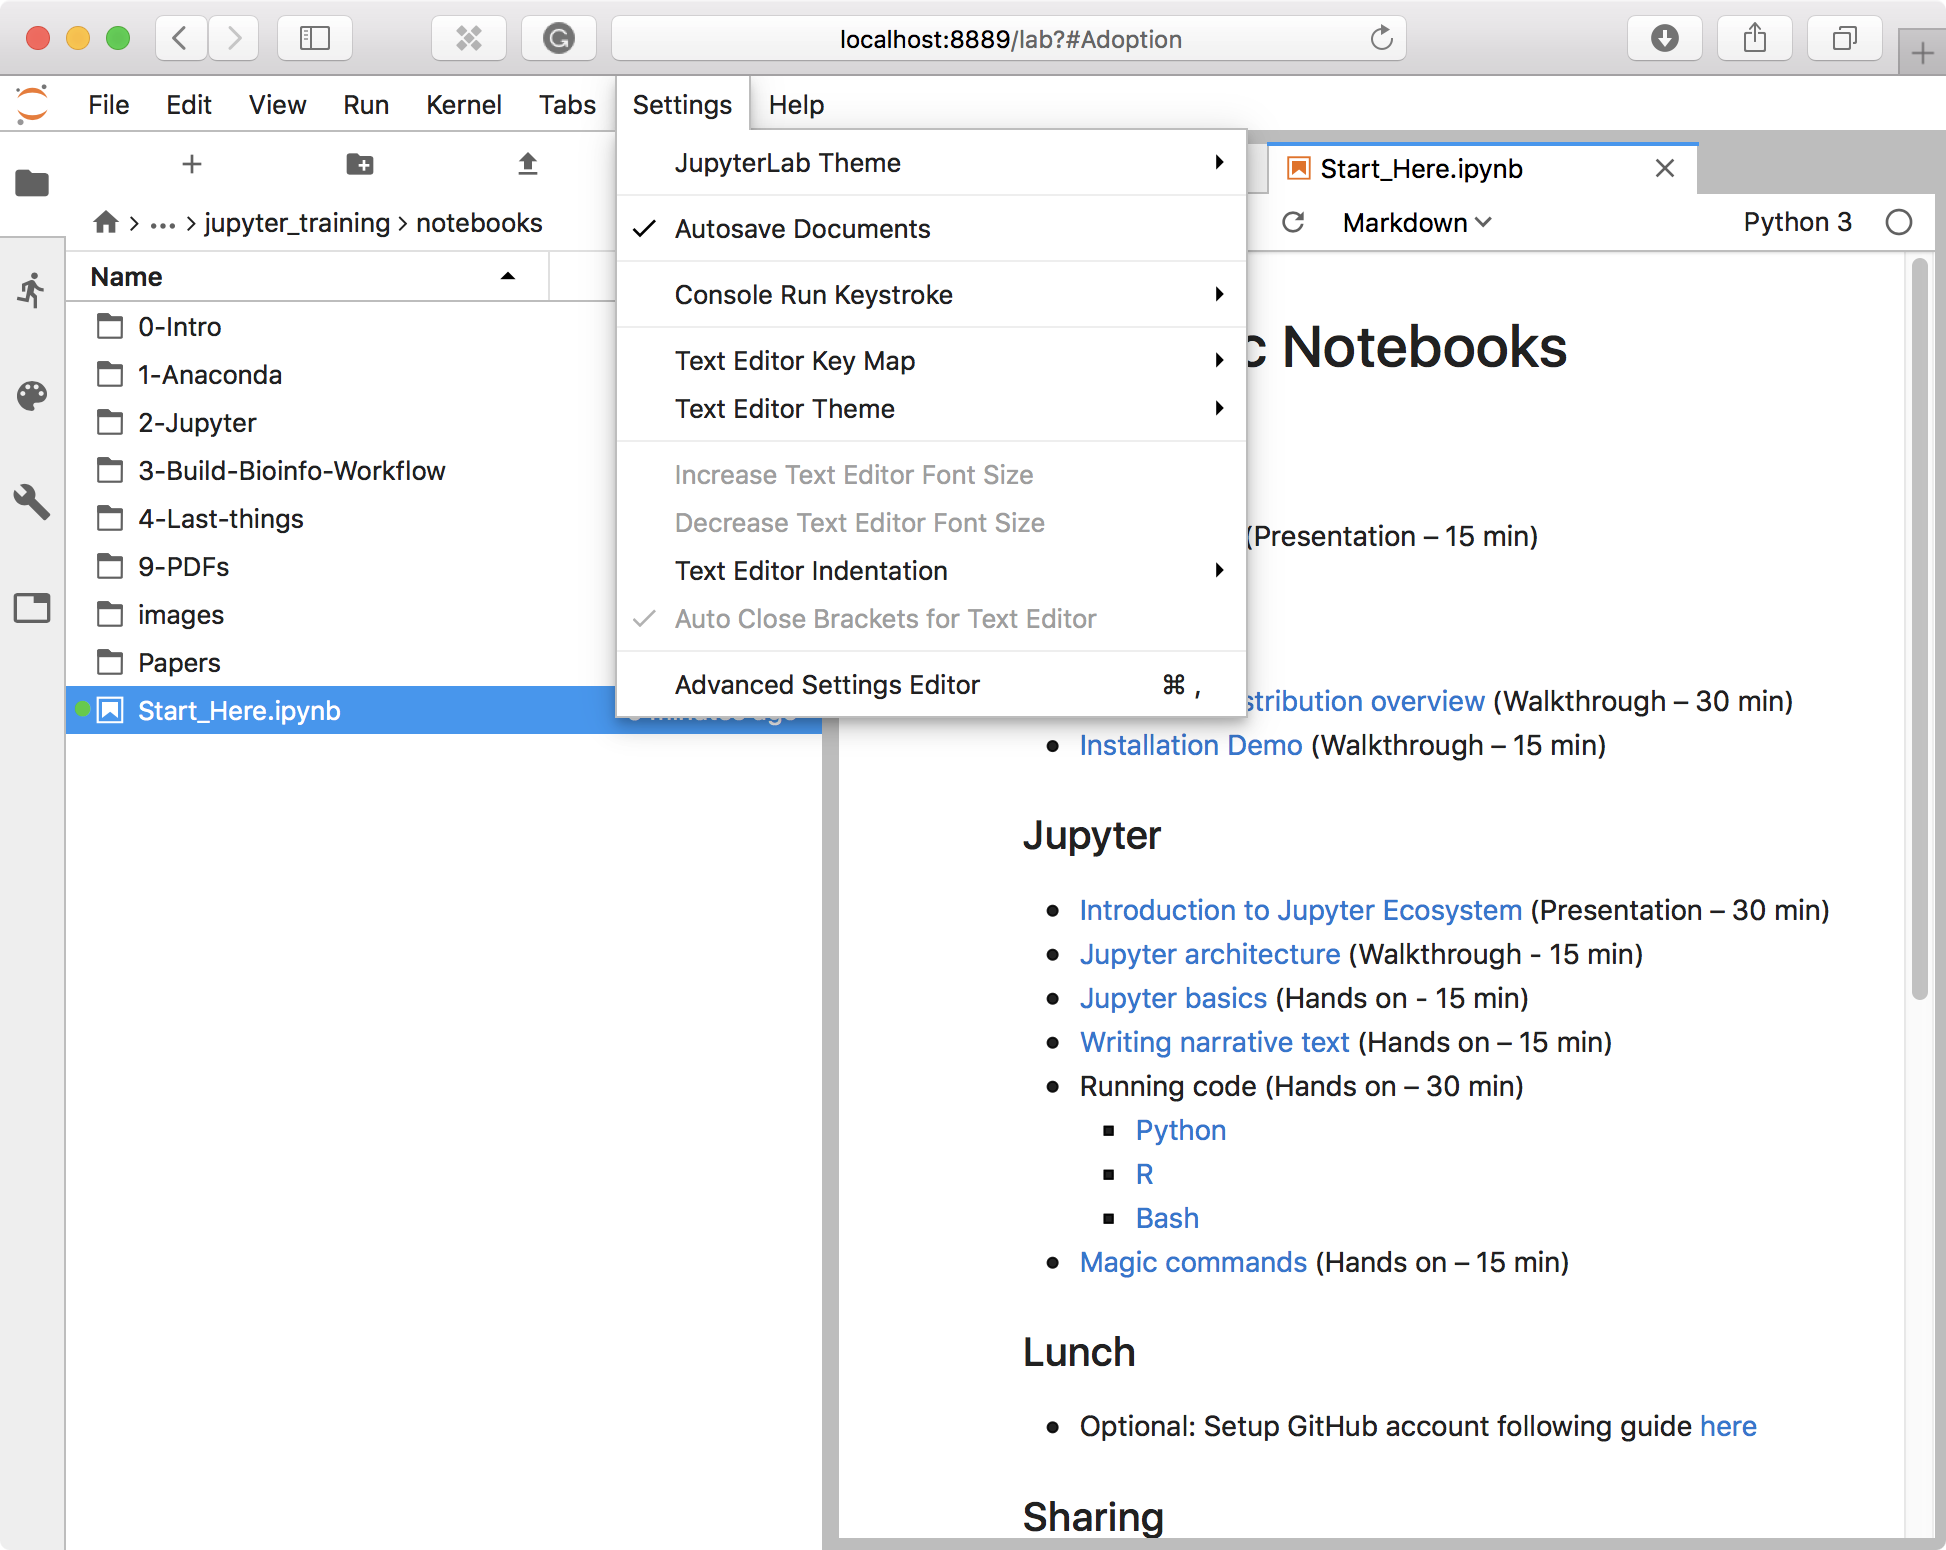 localhost:8889/lab?#Adoption
File Edit View Run Kernel Tabs Settings Help
jupyter_training > notebooks
Name
0-Intro
1-Anaconda
2-Jupyter
3-Build-Bioinfo-Workflow
4-Last-things
9-PDFs
images
Papers
Start_Here.ipynb
JupyterLab Theme
Autosave Documents
Console Run Keystroke
Text Editor Key Map
Text Editor Theme
Increase Text Editor Font Size
Decrease Text Editor Font Size
Text Editor Indentation
Auto Close Brackets for Text Editor
Advanced Settings Editor ⌘ ,
Start_Here.ipynb
Markdown Python 3
Notebooks
(Presentation – 15 min)
overview (Walkthrough – 30 min)
Installation Demo (Walkthrough – 15 min)
Jupyter
Introduction to Jupyter Ecosystem (Presentation – 30 min)
Jupyter architecture (Walkthrough - 15 min)
Jupyter basics (Hands on - 15 min)
Writing narrative text (Hands on – 15 min)
Running code (Hands on – 30 min)
Python
R
Bash
Magic commands (Hands on – 15 min)
Lunch
Optional: Setup GitHub account following guide here
Sharing